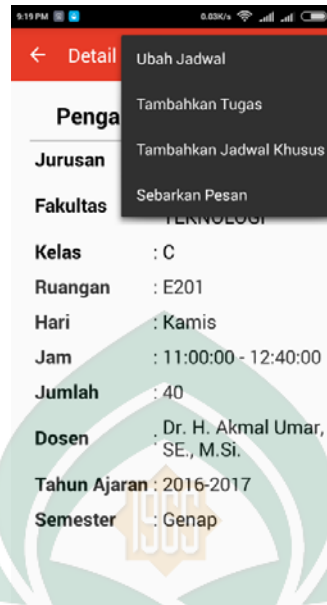 9:19 PM 0.03K/s
Detail
Ubah Jadwal
Tambahkan Tugas
Tambahkan Jadwal Khusus
Sebarkan Pesan
Penga
Jurusan
Fakultas
TEKNOLOGI
Kelas : C
Ruangan : E201
Hari : Kamis
Jam : 11:00:00 - 12:40:00
Jumlah : 40
Dosen : Dr. H. Akmal Umar,
SE., M.Si.
Tahun Ajaran : 2016-2017
Semester : Genap
1965